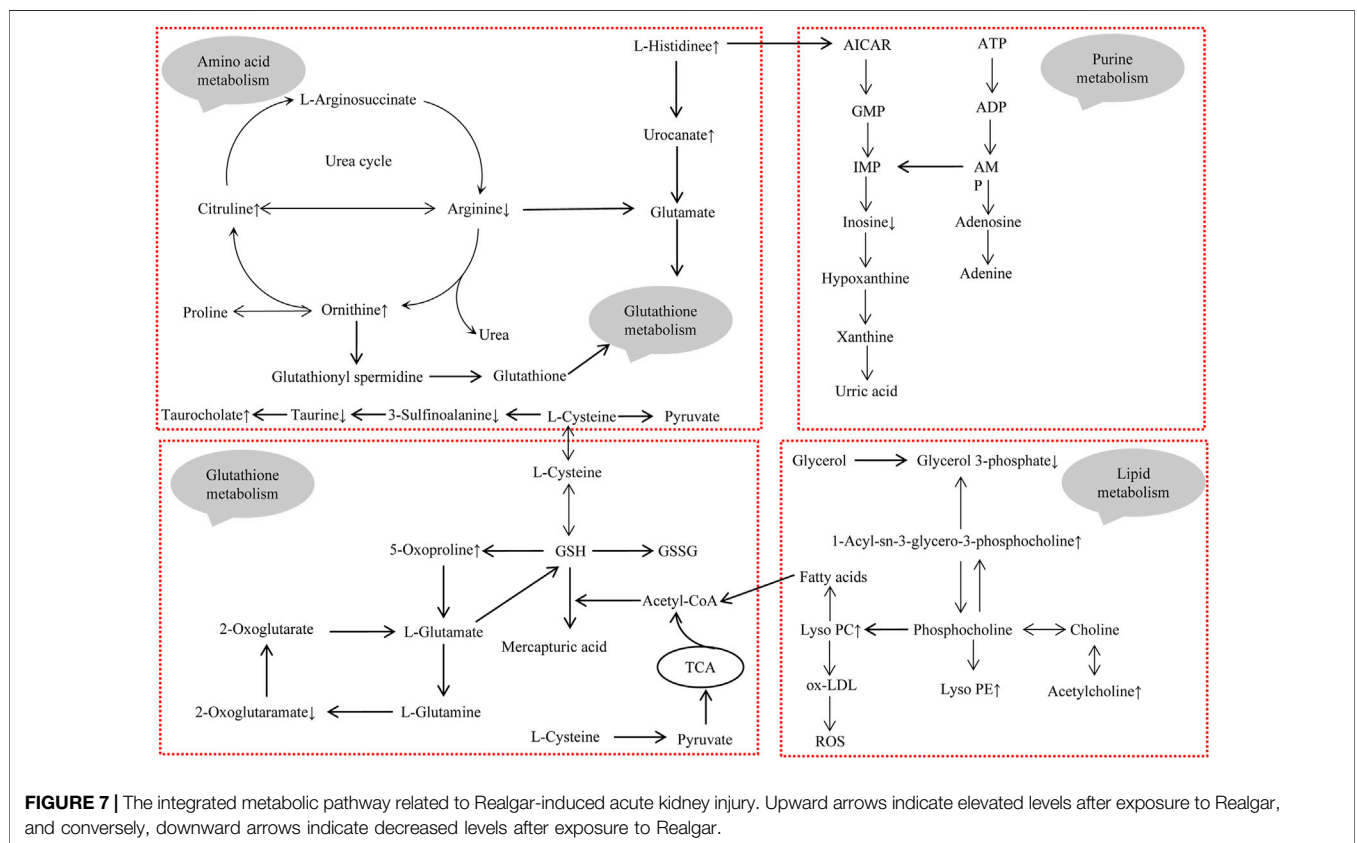 Amino acid
metabolism
L-Histidinee↑
L-Arginosuccinate
Urocanate↑
Urea cycle
Citruline↑
Arginine↓
Glutamate
Proline
Ornithine↑
Urea
Glutathione
metabolism
Glutathionyl spermidine
Glutathione
Taurocholate↑
Taurine↓
3-Sulfinoalanine↓
L-Cysteine
Pyruvate
AICAR
ATP
Purine
metabolism
GMP
ADP
IMP
AM
P
Inosine↓
Adenosine
Hypoxanthine
Adenine
Xanthine
Urric acid
Glutathione
metabolism
L-Cysteine
5-Oxoproline↑
GSH
GSSG
Acetyl-CoA
2-Oxoglutarate
L-Glutamate
Mercapturic acid
TCA
2-Oxoglutaramate↓
L-Glutamine
L-Cysteine
Pyruvate
Glycerol
Glycerol 3-phosphate↓
Lipid
metabolism
1-Acyl-sn-3-glycero-3-phosphocholine↑
Fatty acids
Lyso PC↑
Phosphocholine
Choline
ox-LDL
Lyso PE↑
Acetylcholine↑
ROS
FIGURE 7 | The integrated metabolic pathway related to Realgar-induced acute kidney injury. Upward arrows indicate elevated levels after exposure to Realgar,
and conversely, downward arrows indicate decreased levels after exposure to Realgar.